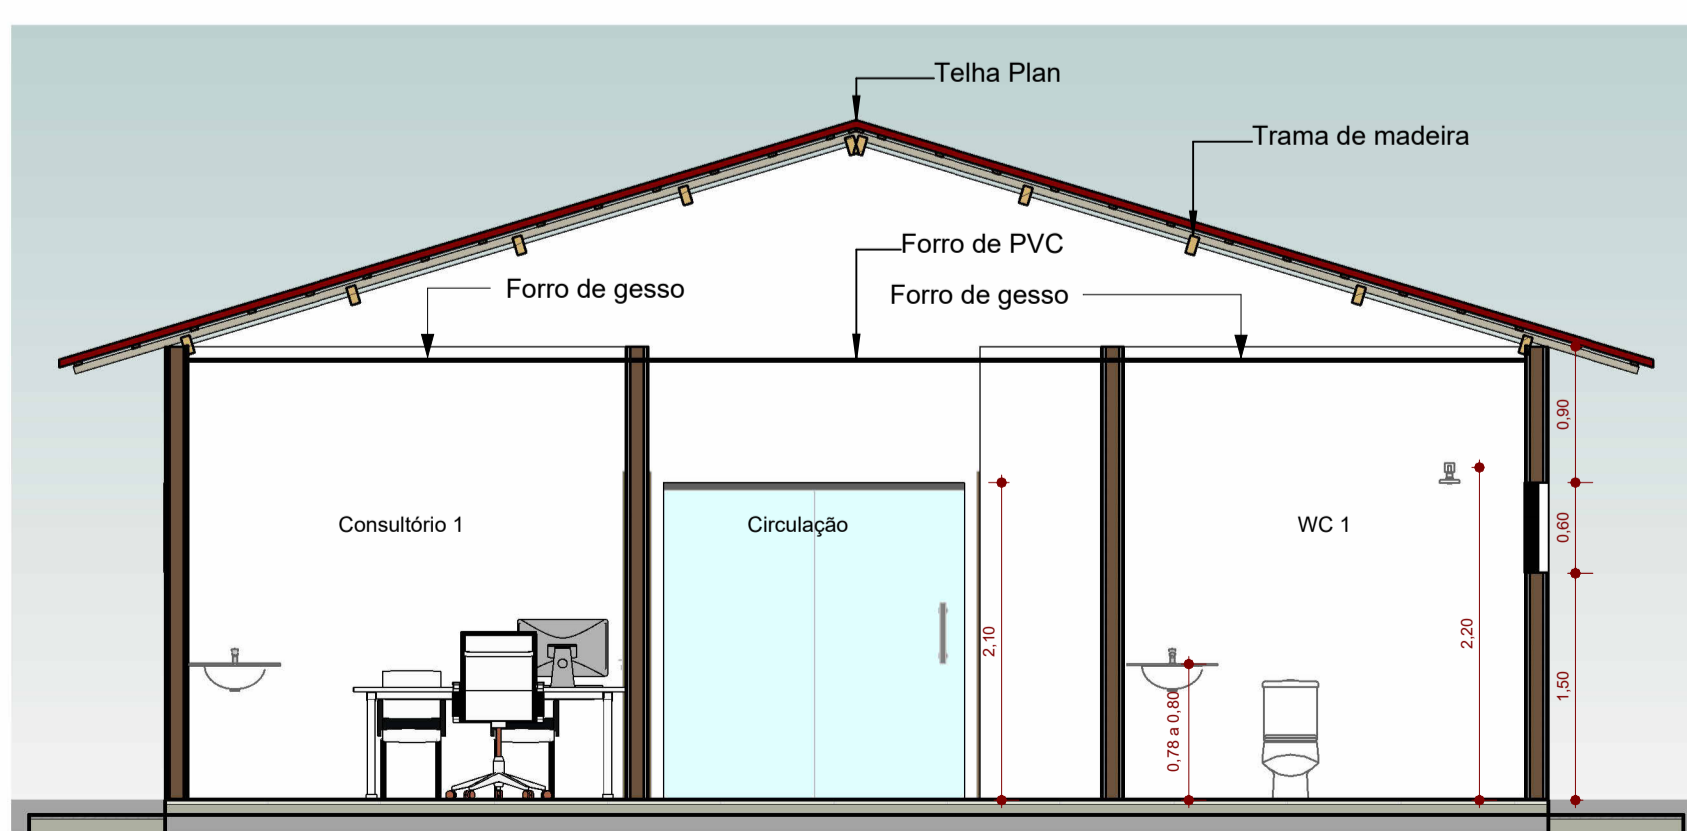 Telha Plan
Trama de madeira
Forro de PVC
Forro de gesso
Forro de gesso
0,90
Consultório 1
Circulação
WC 1
0,60
2,10
2,20
0,78 a 0,80
1,50